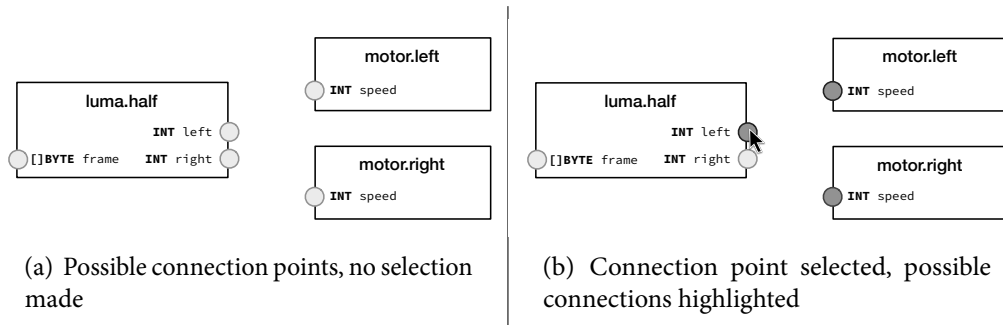 motor.left
INT speed
luma.half
INT left
[]BYTE frame INT right
motor.right
INT speed
(a) Possible connection points, no selection
made
motor.left
INT speed
luma.half
INT left
[]BYTE frame INT right
motor.right
INT speed
(b) Connection point selected, possible
connections highlighted